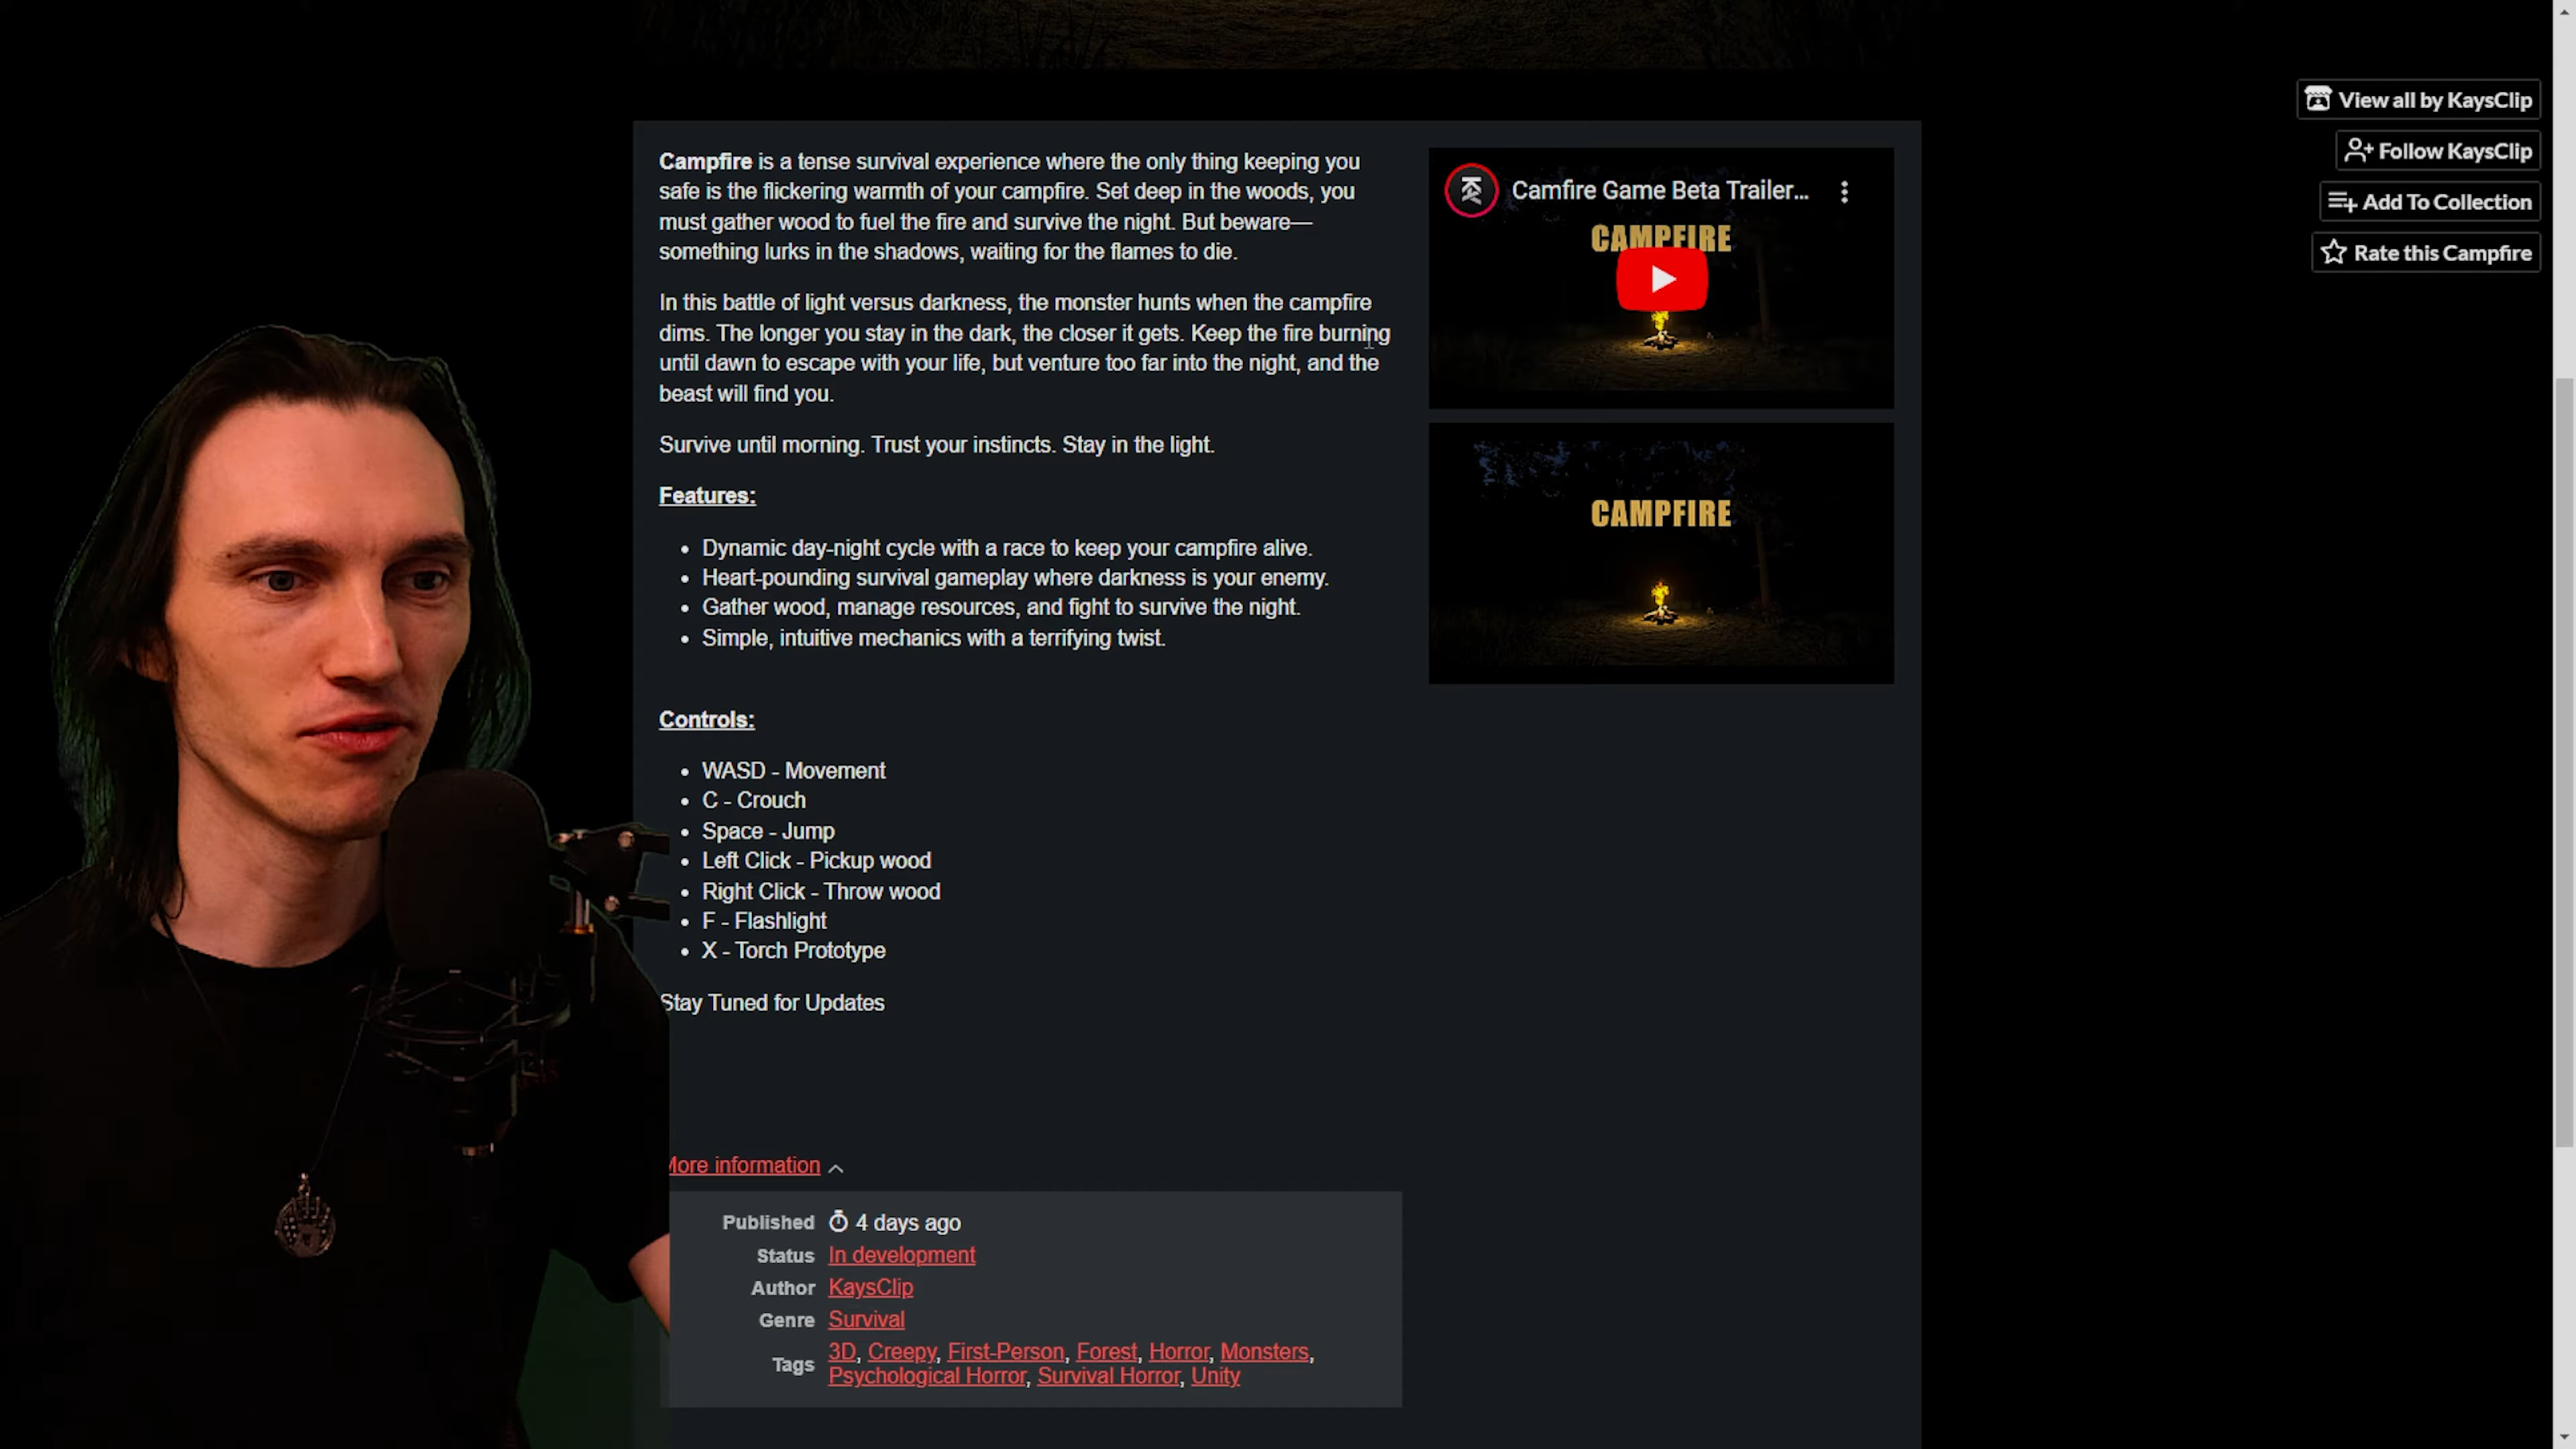 View all by KaysClip
Follow KaysClip
Add To Collection
Rate this Campfire
Campfire is a tense survival experience where the only thing keeping you
safe is the flickering warmth of your campfire. Set deep in the woods, you
must gather wood to fuel the fire and survive the night. But beware—
something lurks in the shadows, waiting for the flames to die.
In this battle of light versus darkness, the monster hunts when the campfire
dims. The longer you stay in the dark, the closer it gets. Keep the fire burning
until dawn to escape with your life, but venture too far into the night, and the
beast will find you.
Survive until morning. Trust your instincts. Stay in the light.
Features:
• Dynamic day-night cycle with a race to keep your campfire alive.
• Heart-pounding survival gameplay where darkness is your enemy.
• Gather wood, manage resources, and fight to survive the night.
• Simple, intuitive mechanics with a terrifying twist.
Controls:
• WASD - Movement
• C - Crouch
• Space - Jump
• Left Click - Pickup wood
• Right Click - Throw wood
• F - Flashlight
• X - Torch Prototype
Stay Tuned for Updates
More information
Published 4 days ago
Status In development
Author KaysClip
Genre Survival
Tags 3D, Creepy, First-Person, Forest, Horror, Monsters,
Psychological Horror, Survival Horror, Unity
Camfire Game Beta Trailer...
CAMPFIRE
CAMPFIRE